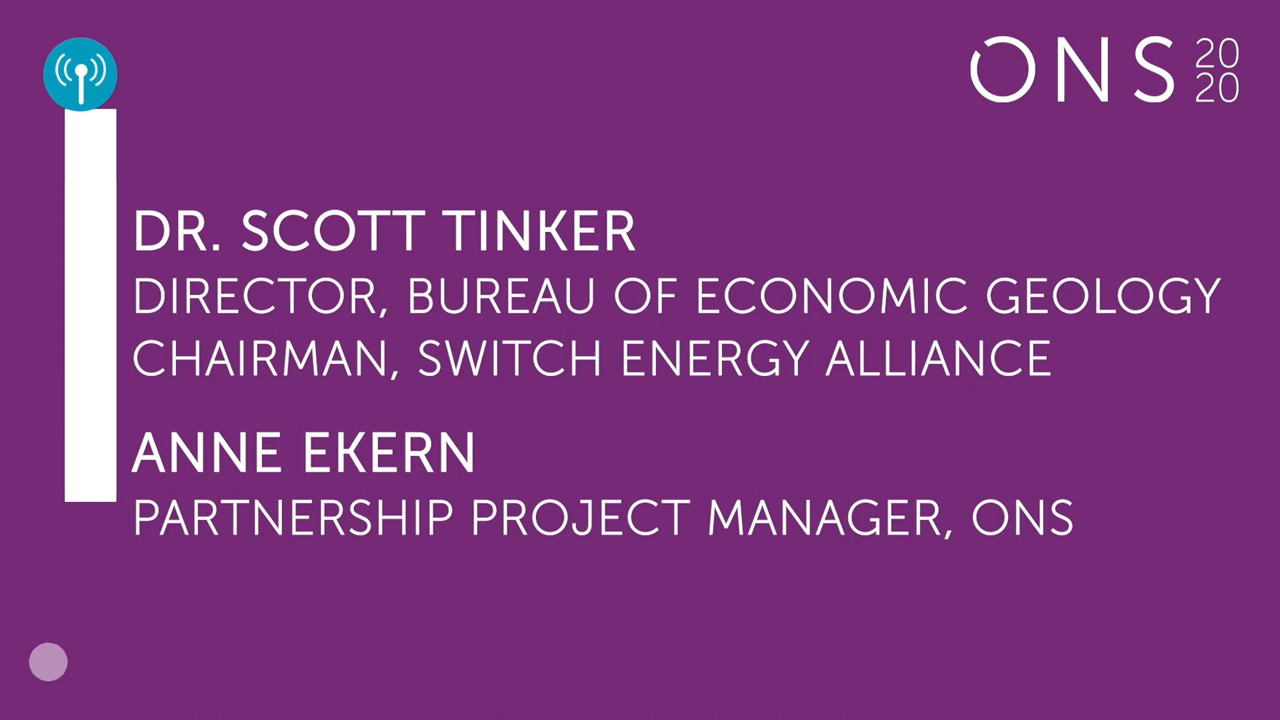 ONS 2020
DR. SCOTT TINKER
DIRECTOR, BUREAU OF ECONOMIC GEOLOGY
CHAIRMAN, SWITCH ENERGY ALLIANCE
ANNE EKERN
PARTNERSHIP PROJECT MANAGER, ONS